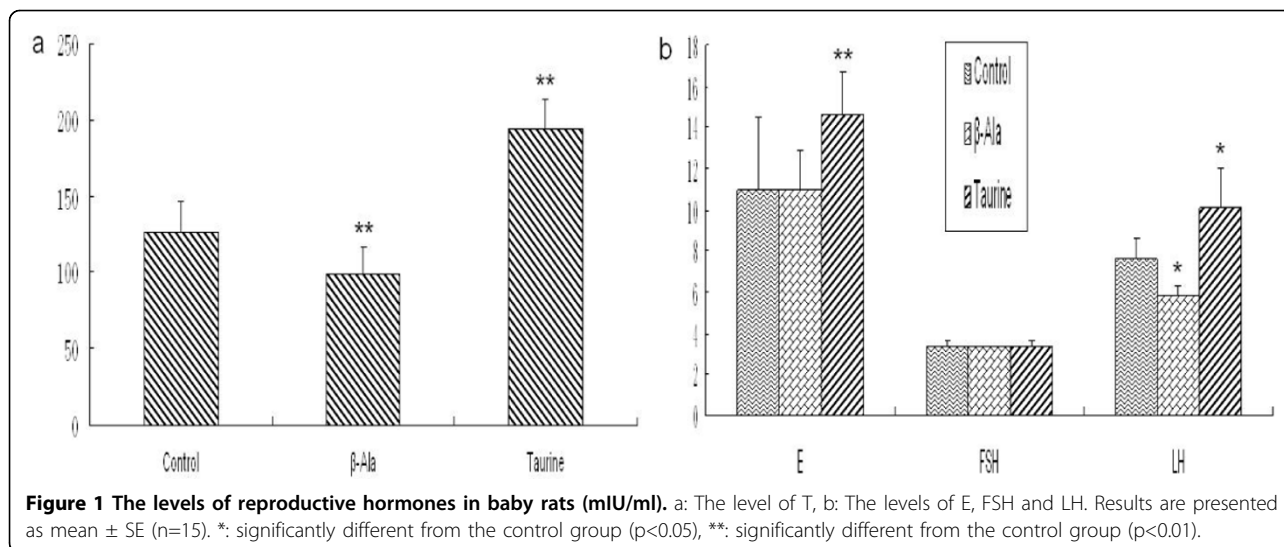 a
250
200
150
100
50
0
**
**
Control
β-Ala
Taurine
b
18
16
14
12
10
8
6
4
2
0
**
*
*
Control
β-Ala
Taurine
E
FSH
LH
Figure 1 The levels of reproductive hormones in baby rats (mIU/ml). a: The level of T, b: The levels of E, FSH and LH. Results are presented
as mean ± SE (n=15). *: significantly different from the control group (p<0.05), **: significantly different from the control group (p<0.01).